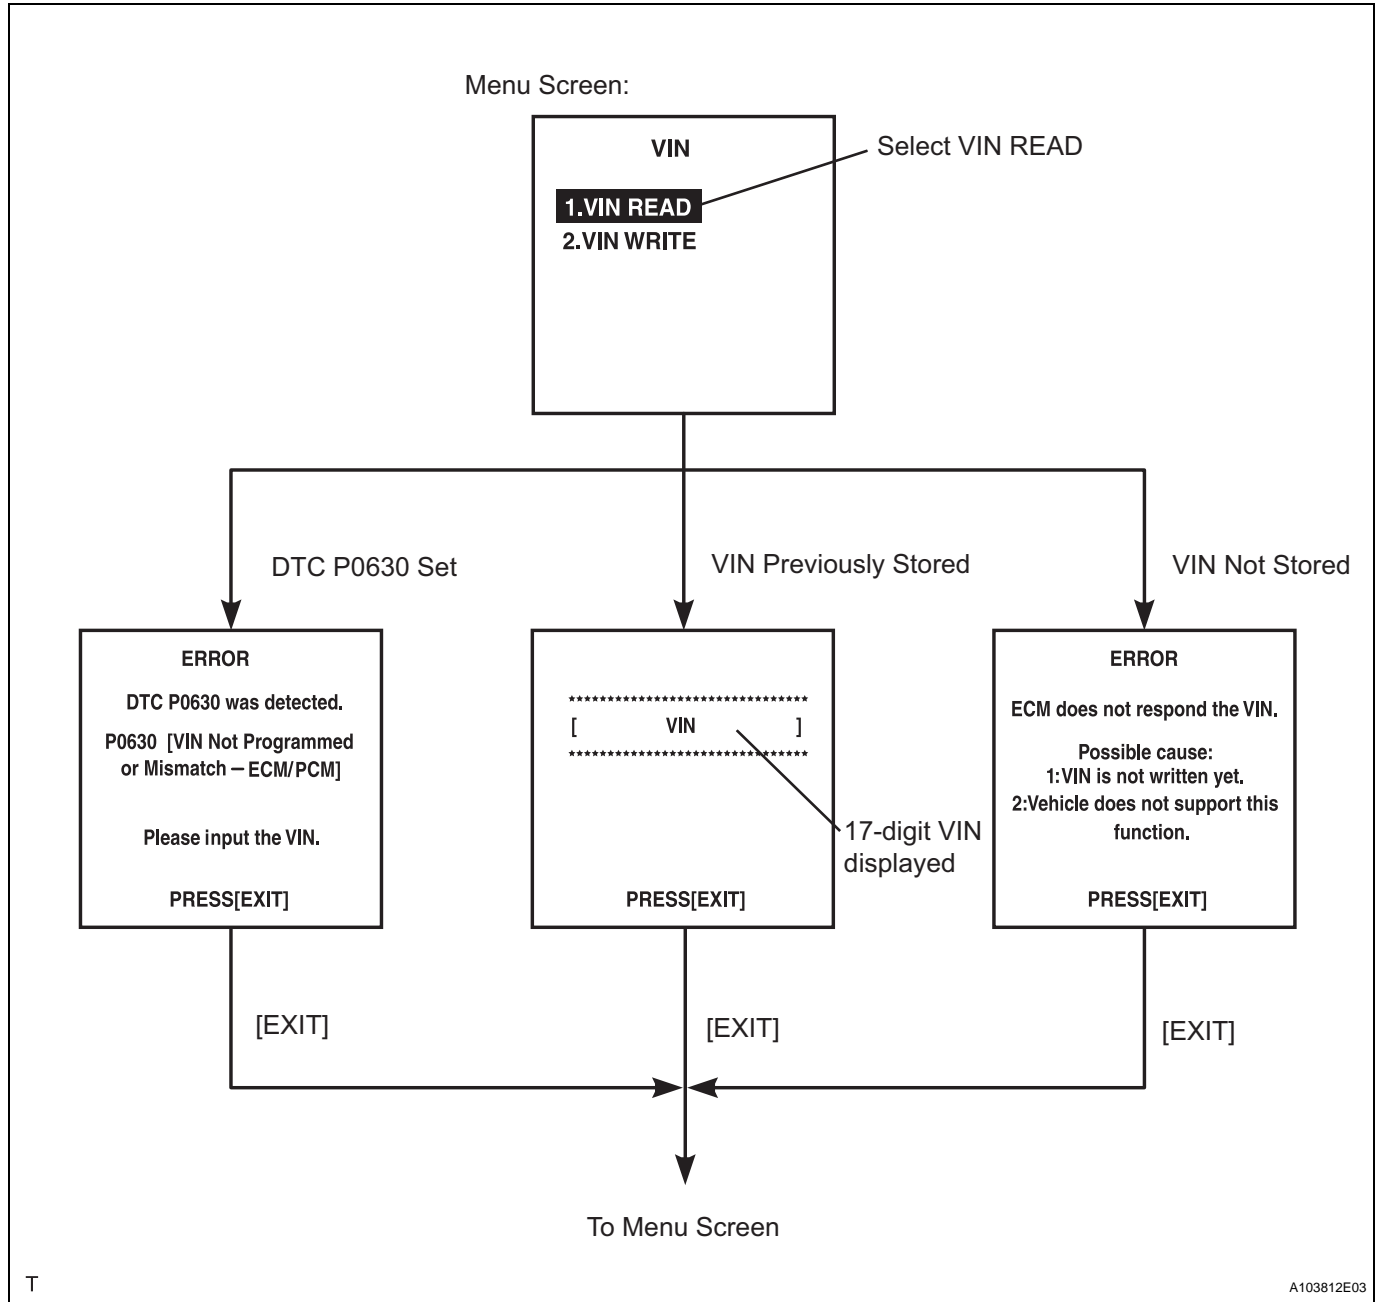 Menu Screen:
VIN
Select VIN READ
1.VIN READ
2.VIN WRITE
DTC P0630 Set
VIN Previously Stored
VIN Not Stored
ERROR
DTC P0630 was detected.
P0630 [VIN Not Programmed
or Mismatch – ECM/PCM]
Please input the VIN.
PRESS[EXIT]
*******************************
[ VIN ]
*******************************
17-digit VIN
displayed
PRESS[EXIT]
ERROR
ECM does not respond the VIN.
Possible cause:
1:VIN is not written yet.
2:Vehicle does not support this
function.
PRESS[EXIT]
[EXIT]
[EXIT]
[EXIT]
To Menu Screen
T
A103812E03